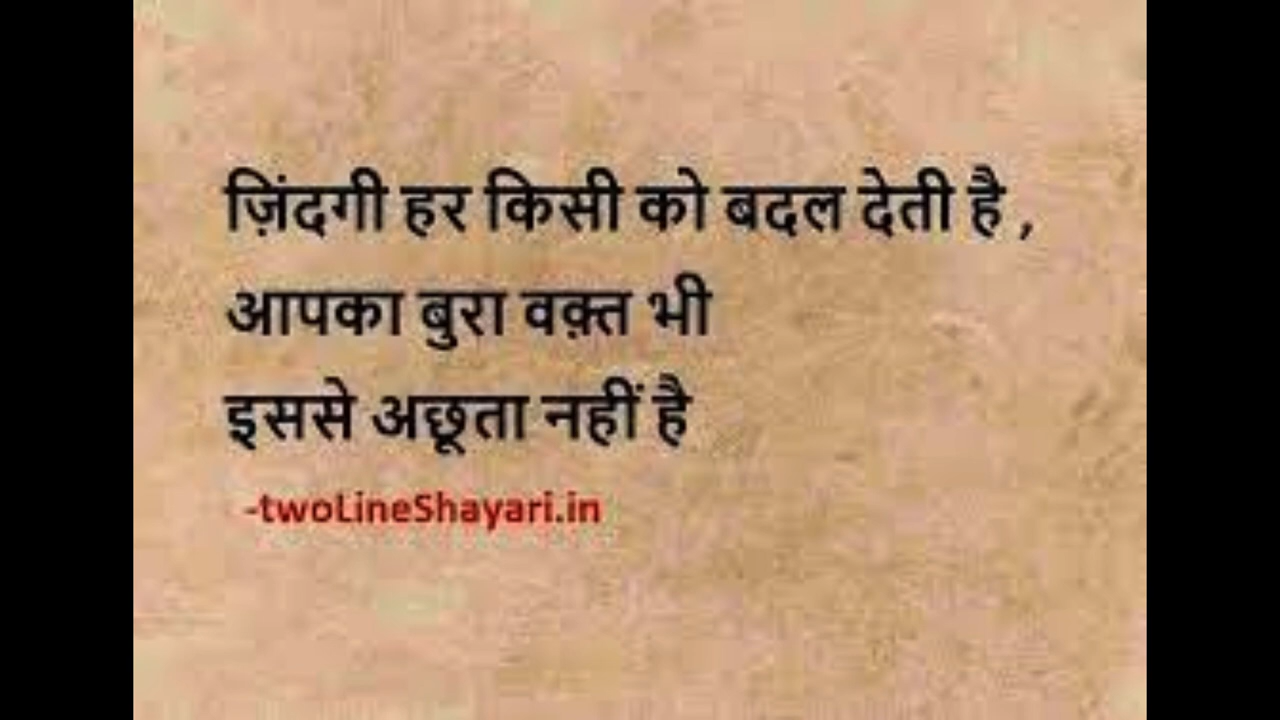 ज़िंदगी हर किसी को बदल देती है ,
आपका बुरा वक़्त भी
इससे अछूता नहीं है
-twoLineShayari.in